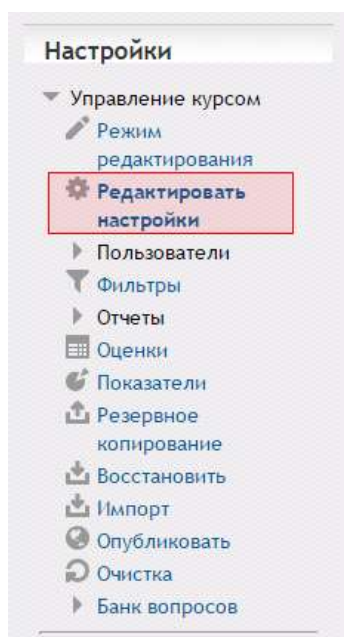 Настройки
Управление курсом
Режим
редактирования
Редактировать
настройки
Пользователи
Фильтры
Отчеты
Оценки
Показатели
Резервное
копирование
Восстановить
Импорт
Опубликовать
Очистка
Банк вопросов